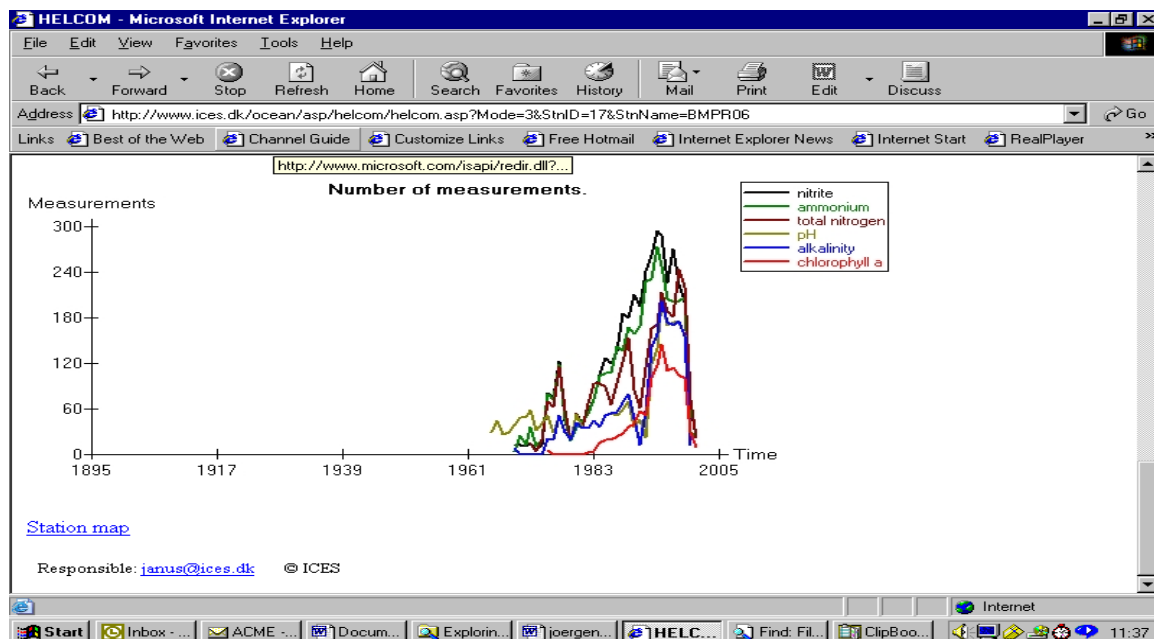 HELCOM - Microsoft Internet Explorer
File Edit View Favorites Tools Help
Back Forward Stop Refresh Home Search Favorites History Mail Print Edit Discuss
Address http://www.ices.dk/ocean/asp/helcom/helcom.asp?Mode=3&StnID=17&StnName=BMPR06 Go
Links Best of the Web Channel Guide Customize Links Free Hotmail Internet Explorer News Internet Start RealPlayer »
http://www.microsoft.com/isapi/redir.dll?...
Number of measurements.
Measurements
300
240
180
120
60
0
1895 1917 1939 1961 1983 2005
Time
nitrite
ammonium
total nitrogen
pH
alkalinity
chlorophyll a
Station map
Responsible: janus@ices.dk © ICES
Internet
Start Inbox - ... ACME -... Docum... Explorin... joergen... HELC... Find: Fil... ClipBoo... 11:37